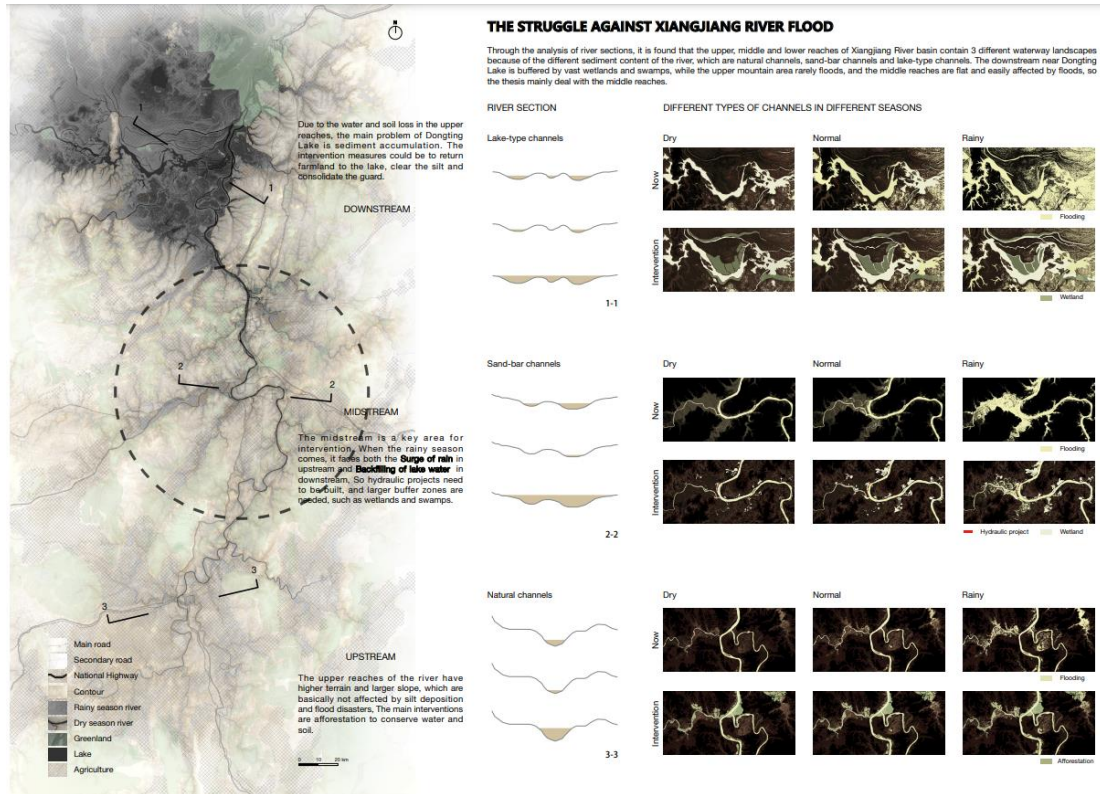 THE STRUGGLE AGAINST XIANGJIANG RIVER FLOOD
Through the analysis of river sections, it is found that the upper, middle and lower reaches of Xiangjiang River basin contain 3 different waterway landscapes
because of the different sediment content of the river, which are natural channels, sand-bar channels and lake-type channels. The downstream near Dongting
Lake is buffered by vast wetlands and swamps, while the upper mountain area rarely floods, and the middle reaches are flat and easily affected by floods, so
the thesis mainly deal with the middle reaches.
1
Due to the water and soil loss in the upper
reaches, the main problem of Dongting
Lake is sediment accumulation. The
intervention measures could be to return
farmland to the lake, clear the silt and
consolidate the guard.
1
DOWNSTREAM
2
2
MIDSTREAM
The midstream is a key area for
intervention. When the rainy season
comes, it faces both the Surge of rain in
upstream and Backfilling of lake water in
downstream. So hydraulic projects need
to be built, and larger buffer zones are
needed, such as wetlands and swamps.
3
3
UPSTREAM
The upper reaches of the river have
higher terrain and larger slope, which are
basically not affected by silt deposition
and flood disasters, The main interventions
are afforestation to conserve water and
soil.
Main road
Secondary road
National Highway
Contour
Rainy season river
Dry season river
Greenland
Lake
Agriculture
0 10 20 km
RIVER SECTION
DIFFERENT TYPES OF CHANNELS IN DIFFERENT SEASONS
Lake-type channels
Dry
Normal
Rainy
Now
Flooding
Intervention
Wetland
1-1
Sand-bar channels
Dry
Normal
Rainy
Now
Flooding
Intervention
Hydraulic project
Wetland
2-2
Natural channels
Dry
Normal
Rainy
Now
Flooding
Intervention
Afforestation
3-3